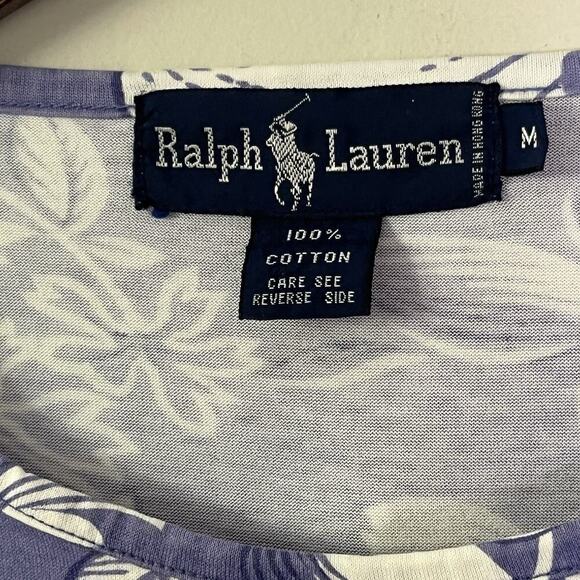 Ralph Lauren
MADE IN HONG KONG
M
100%
COTTON
CARE SEE
REVERSE SIDE